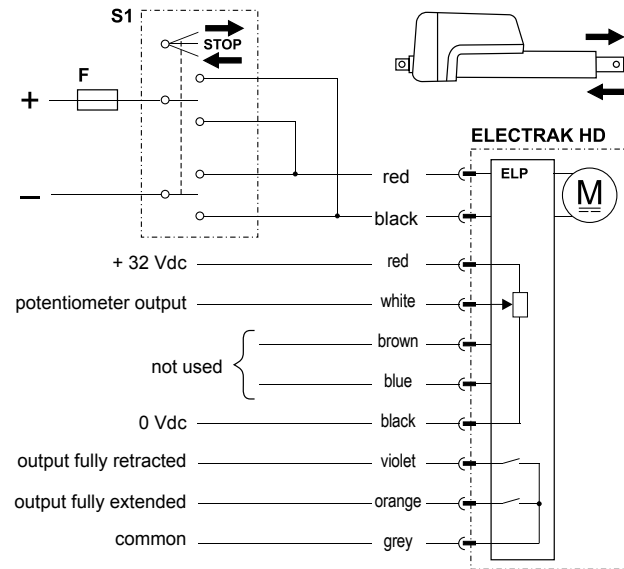 S1
STOP
F
+
–
ELECTRAK HD
ELP
M
red
black
+ 32 Vdc red
potentiometer output white
not used
brown
blue
0 Vdc black
output fully retracted violet
output fully extended orange
common grey